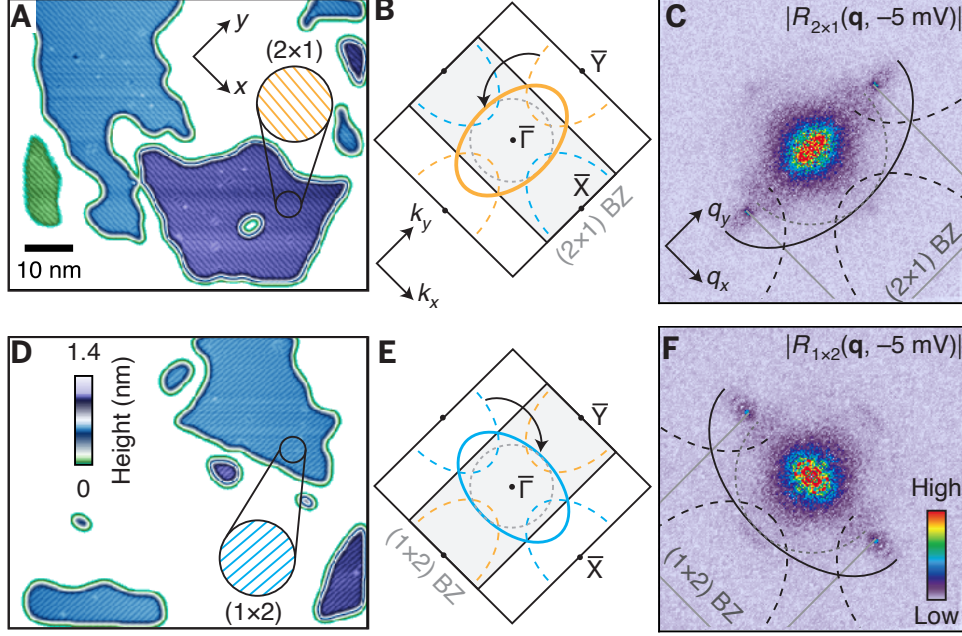 A
y
x
(2×1)
10 nm
B
Y̅
Γ̅
X̅
(2×1) BZ
k_y
k_x
C
|R_2×1(q, –5 mV)|
q_y
q_x
(2×1) BZ
D
1.4
Height (nm)
0
(1×2)
E
Y̅
Γ̅
(1×2) BZ
X̅
F
|R_1×2(q, –5 mV)|
(1×2) BZ
High
Low